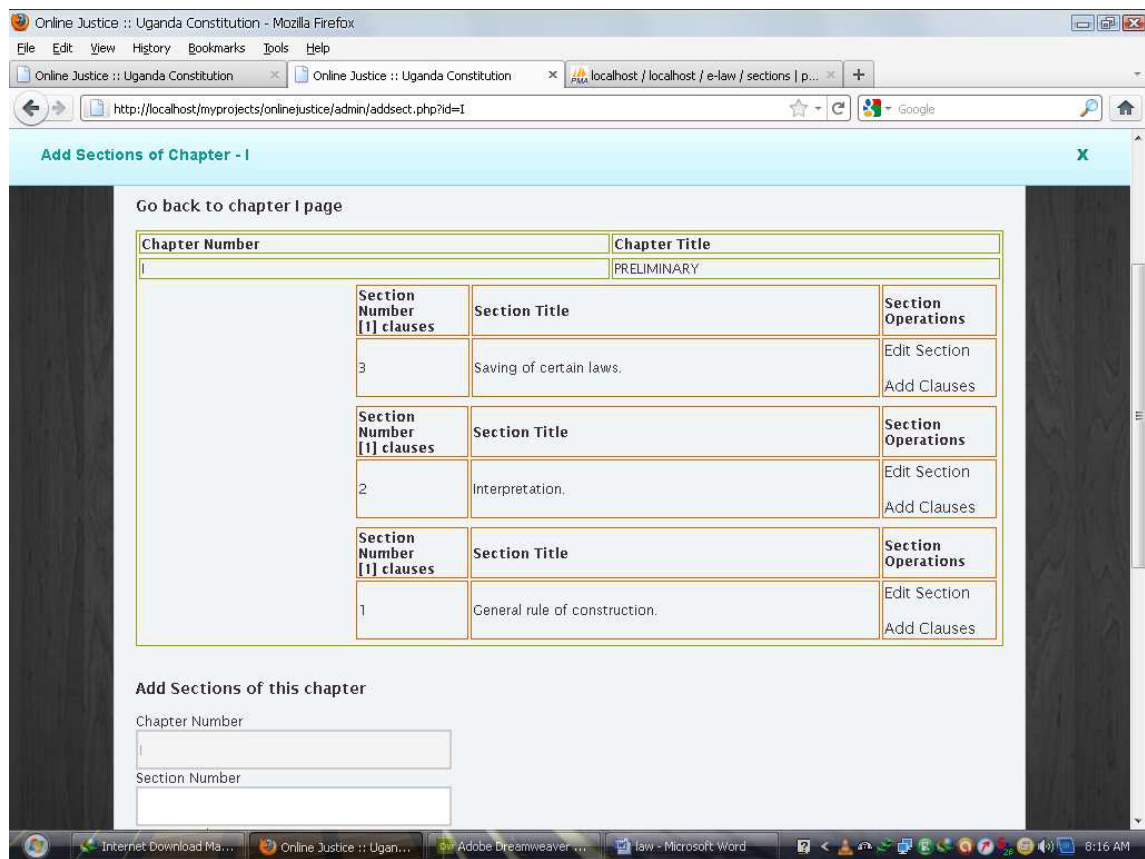 Online Justice :: Uganda Constitution - Mozilla Firefox
File Edit View History Bookmarks Tools Help
Online Justice :: Uganda Constitution
Online Justice :: Uganda Constitution
PMA localhost / localhost / e-law / sections | p...
http://localhost/myprojects/onlinejustice/admin/addsect.php?id=I
Google
Add Sections of Chapter - I X
Go back to chapter I page
Chapter Number Chapter Title
I PRELIMINARY
Section Number [1] clauses Section Title Section Operations
3 Saving of certain laws. Edit Section
Add Clauses
Section Number [1] clauses Section Title Section Operations
2 Interpretation. Edit Section
Add Clauses
Section Number [1] clauses Section Title Section Operations
1 General rule of construction. Edit Section
Add Clauses
Add Sections of this chapter
Chapter Number
I
Section Number
Internet Download Ma... Online Justice :: Ugan... Dw Adobe Dreamweaver ... law - Microsoft Word 8:16 AM